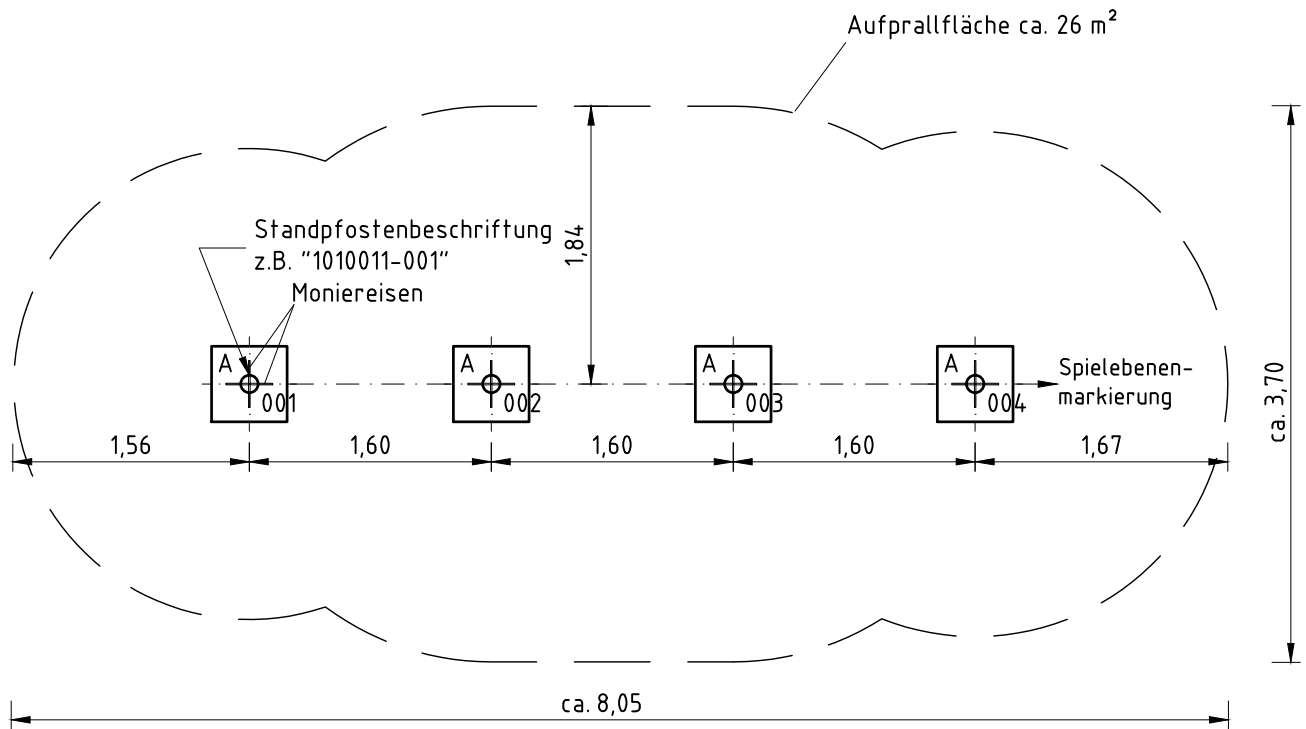 Aufprallfläche ca. 26 m²
Standpfostenbeschriftung
z.B. "1010011-001"
Moniereisen
1,84
A
001
A
002
A
003
A
004
Spielebenen-
markierung
ca. 3,70
1,56
1,60
1,60
1,60
1,67
ca. 8,05